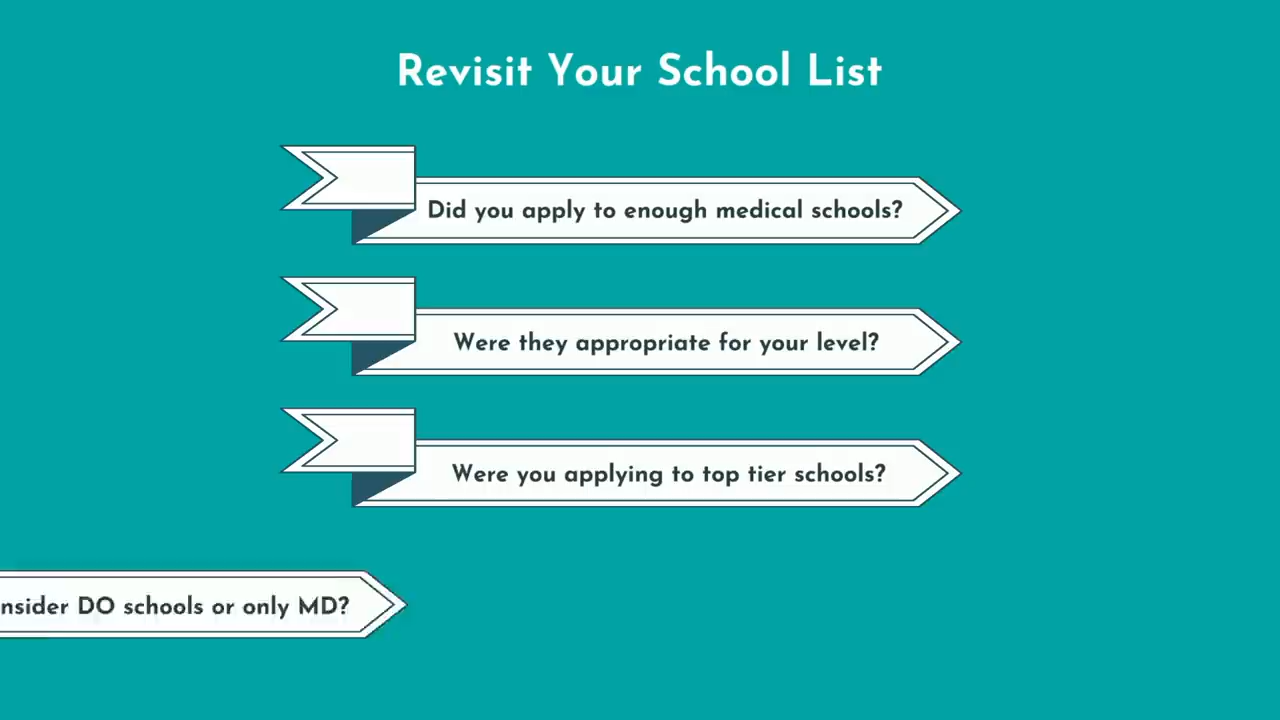 Revisit Your School List
Did you apply to enough medical schools?
Were they appropriate for your level?
Were you applying to top tier schools?
nsider DO schools or only MD?